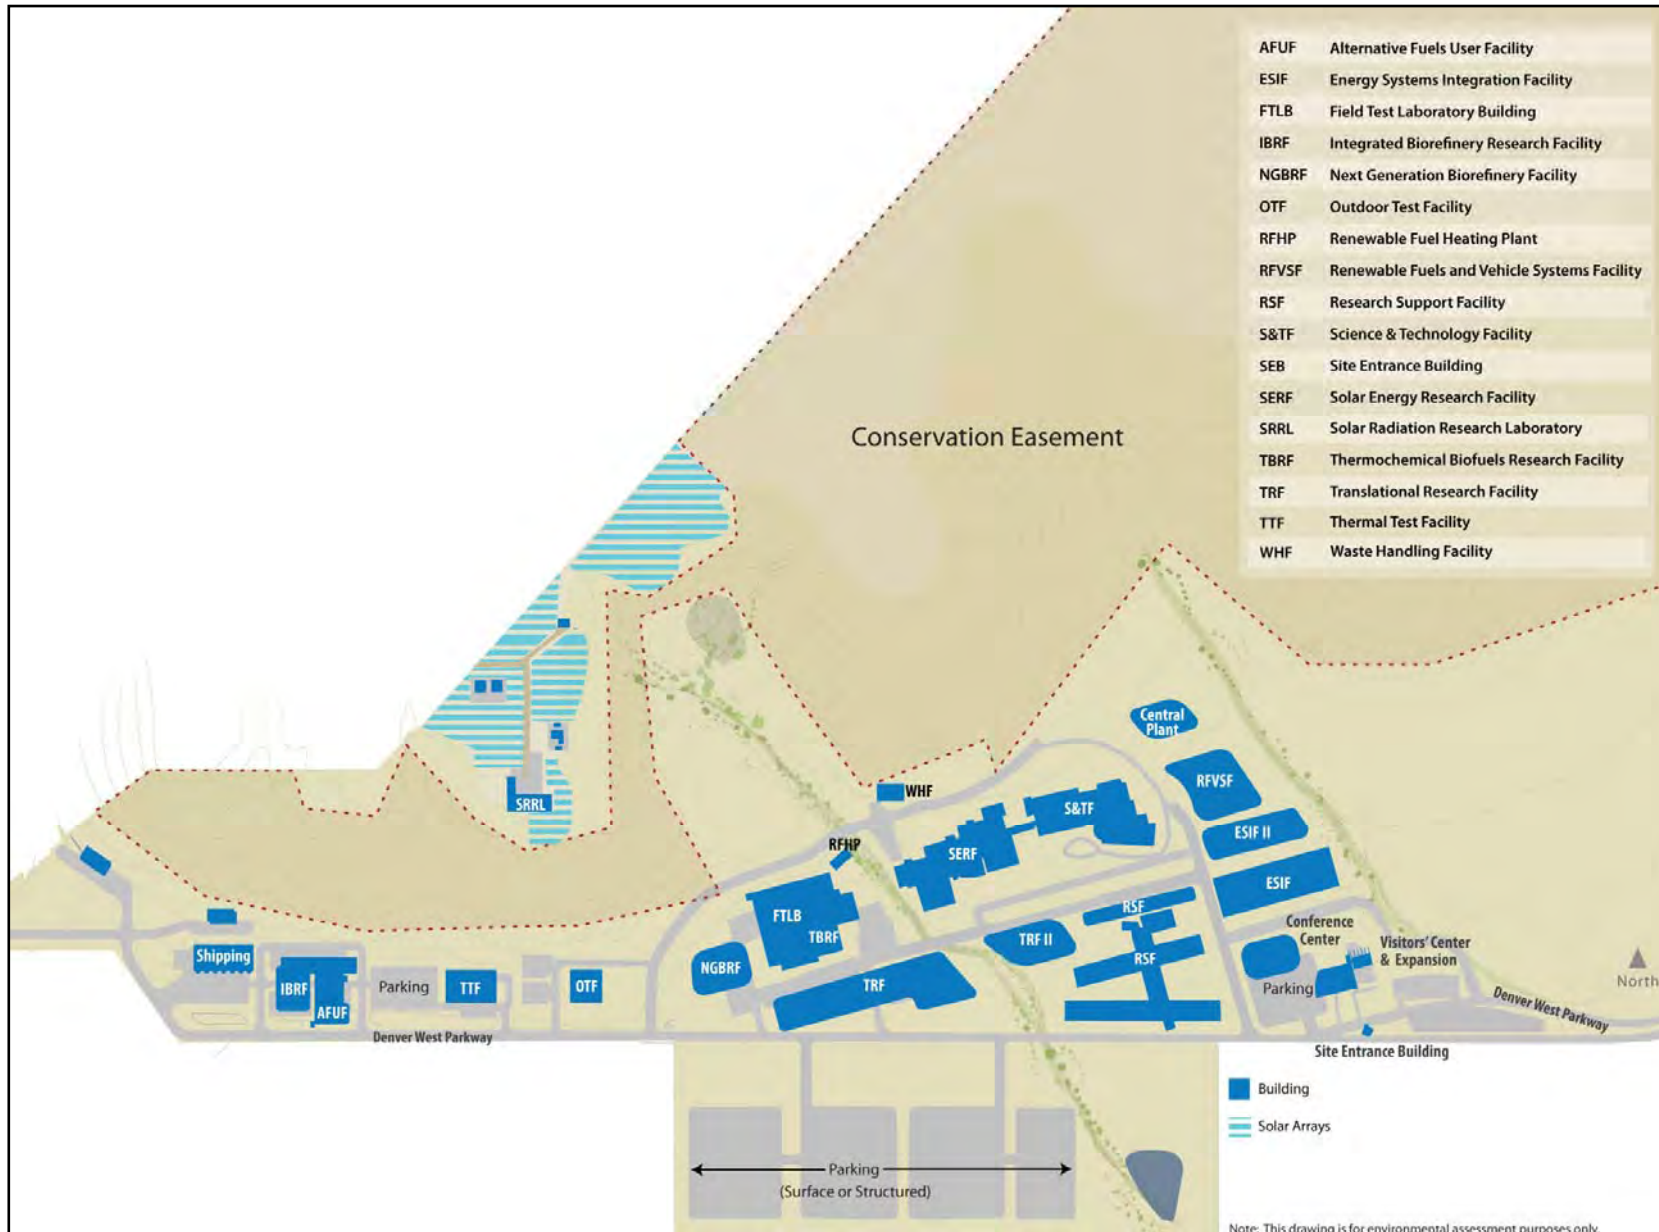 AFUF Alternative Fuels User Facility
ESIF Energy Systems Integration Facility
FTLB Field Test Laboratory Building
IBRF Integrated Biorefinery Research Facility
NGBRF Next Generation Biorefinery Facility
OTF Outdoor Test Facility
RFHP Renewable Fuel Heating Plant
RFVSF Renewable Fuels and Vehicle Systems Facility
RSF Research Support Facility
S&TF Science & Technology Facility
SEB Site Entrance Building
SERF Solar Energy Research Facility
SRRL Solar Radiation Research Laboratory
TBRF Thermochemical Biofuels Research Facility
TRF Translational Research Facility
TTF Thermal Test Facility
WHF Waste Handling Facility
Conservation Easement
Central
Plant
RFVSF
WHF
SRRL
S&TF
ESIF II
RFHP
SERF
ESIF
FTLB
RSF
Conference
Center
TBRF
TRF II
Visitors' Center
& Expansion
Shipping
NGBRF
RSF
North
IBRF
Parking
TTF
OTF
TRF
Parking
AFUF
Denver West Parkway
Denver West Parkway
Site Entrance Building
Building
Solar Arrays
Parking
(Surface or Structured)
Note: This drawing is for environmental assessment purposes only.